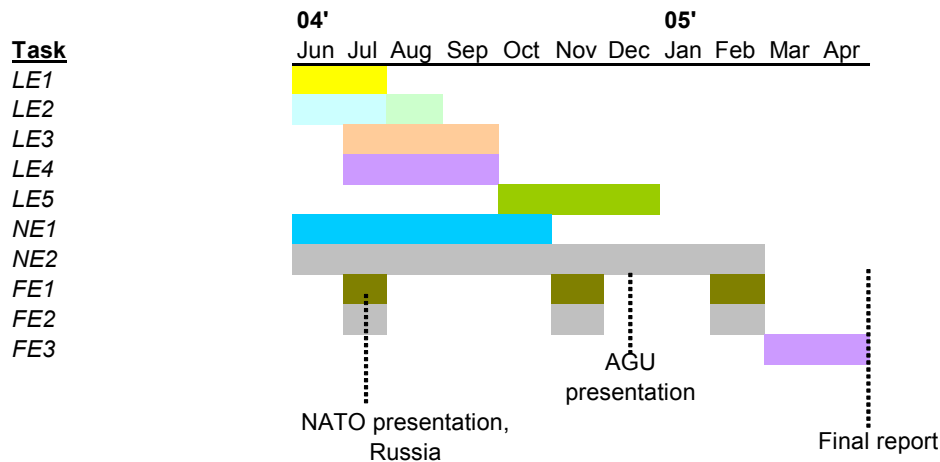 04' 05'
Task Jun Jul Aug Sep Oct Nov Dec Jan Feb Mar Apr
LE1
LE2
LE3
LE4
LE5
NE1
NE2
FE1
FE2
FE3
AGU
presentation
NATO presentation,
Russia
Final report